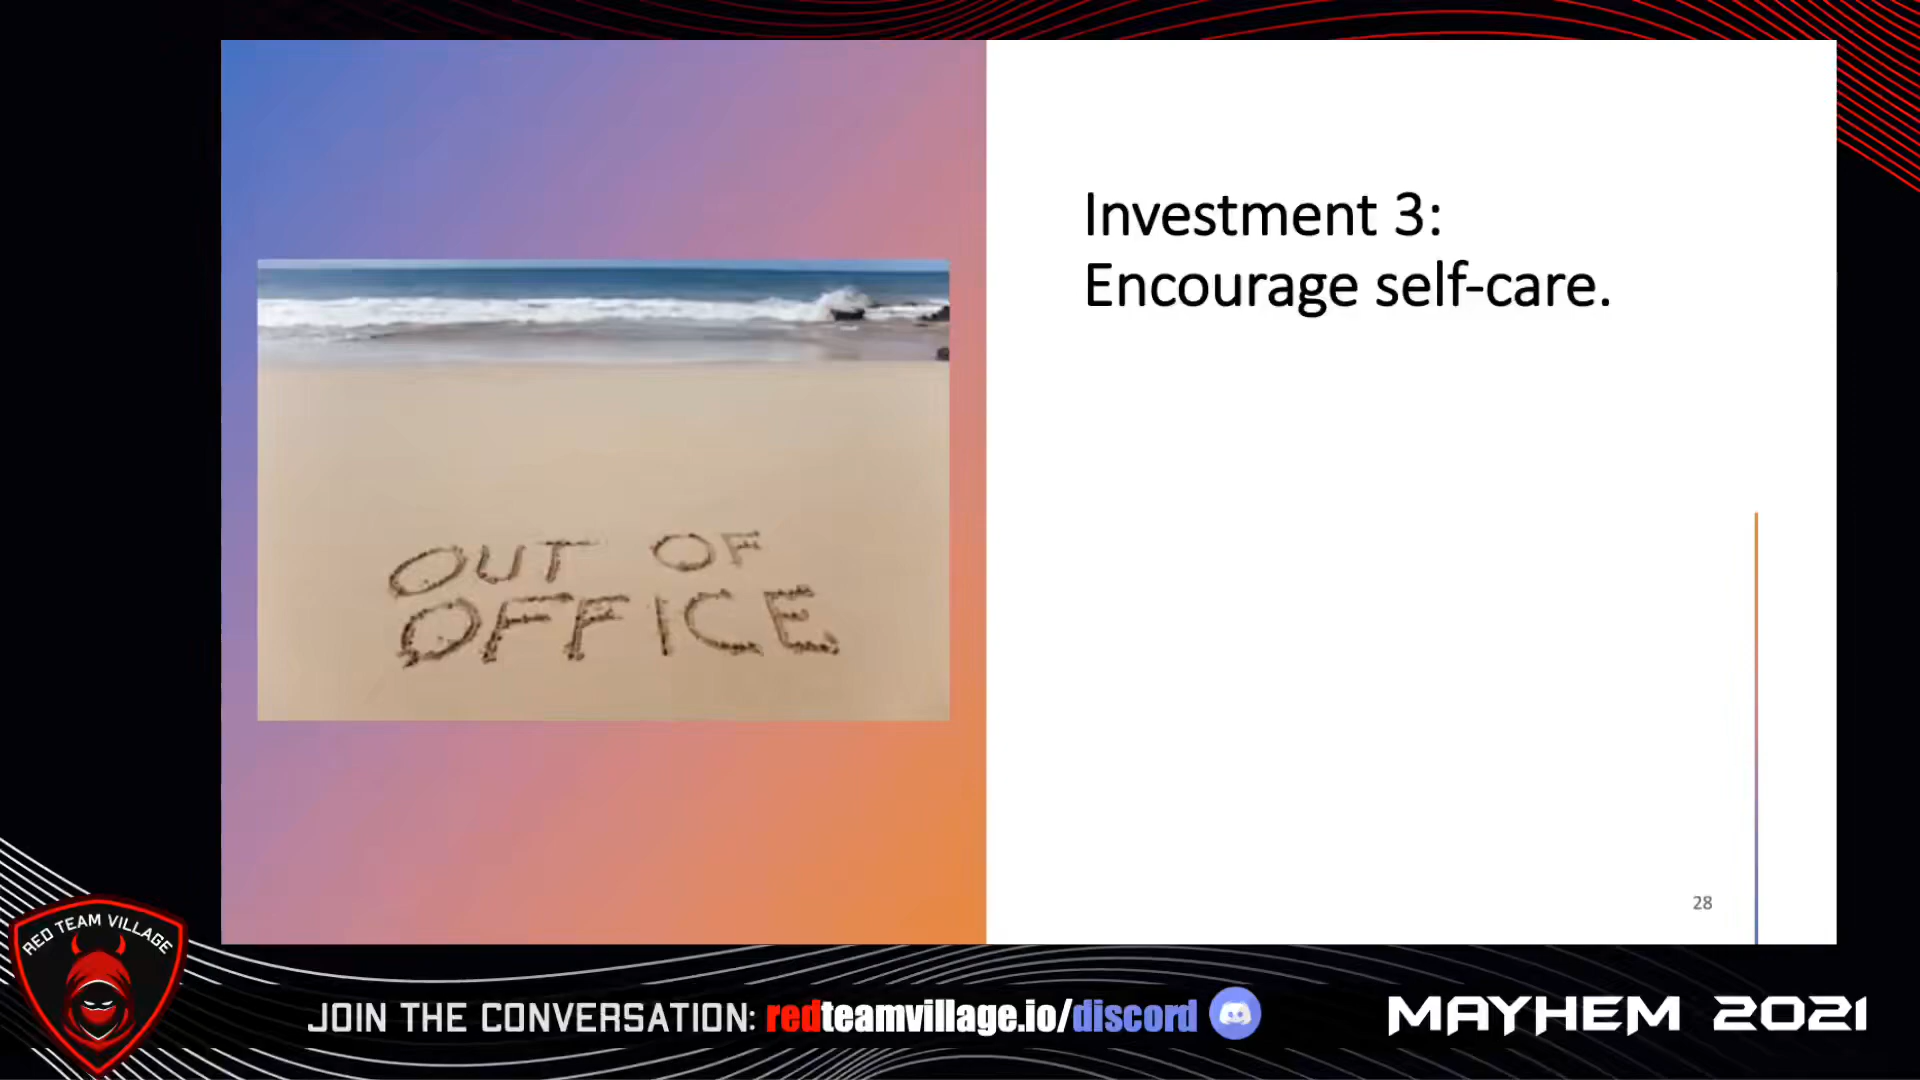 Investment 3:
Encourage self-care.
OUT OF
OFFICE
28
RED TEAM VILLAGE
JOIN THE CONVERSATION: redteamvillage.io/discord
MAYHEM 2021